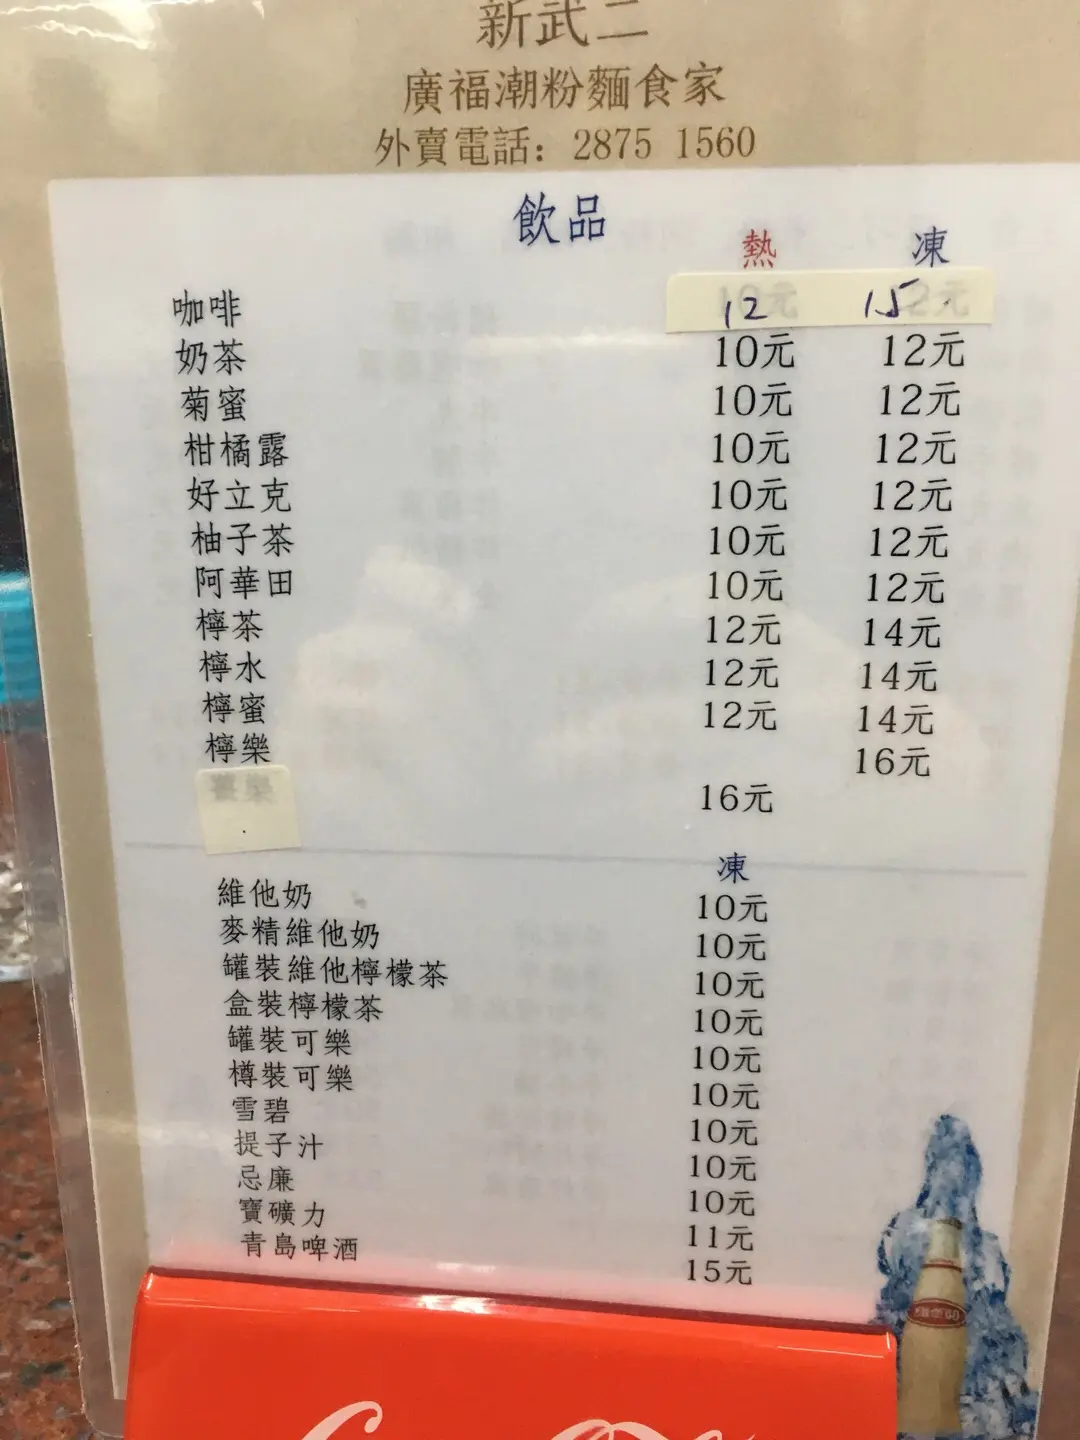 新武二
廣福潮粉麵食家
外賣電話：2875 1560
飲品
熱 凍
咖啡 12 15
奶茶 10元 12元
菊蜜 10元 12元
柑橘露 10元 12元
好立克 10元 12元
柚子茶 10元 12元
阿華田 10元 12元
檸茶 12元 14元
檸水 12元 14元
檸蜜 12元 14元
檸樂 16元
薑樂 16元
凍
維他奶 10元
麥精維他奶 10元
罐裝維他檸檬茶 10元
盒裝檸檬茶 10元
罐裝可樂 10元
樽裝可樂 10元
雪碧 10元
提子汁 10元
忌廉 10元
寶礦力 11元
青島啤酒 15元